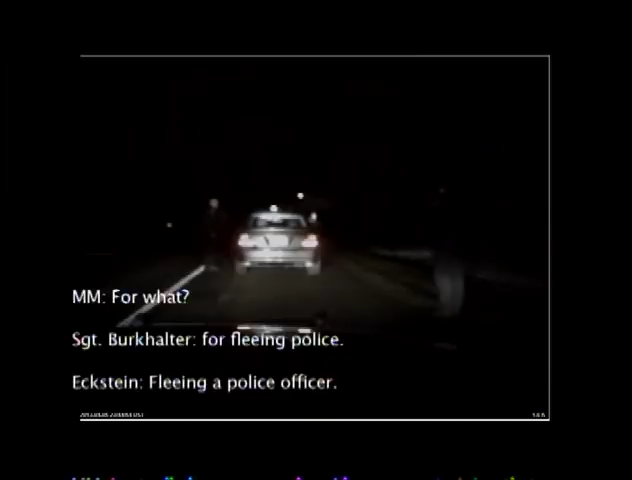 MM: For what?
Sgt. Burkhalter: for fleeing police.
Eckstein: Fleeing a police officer.